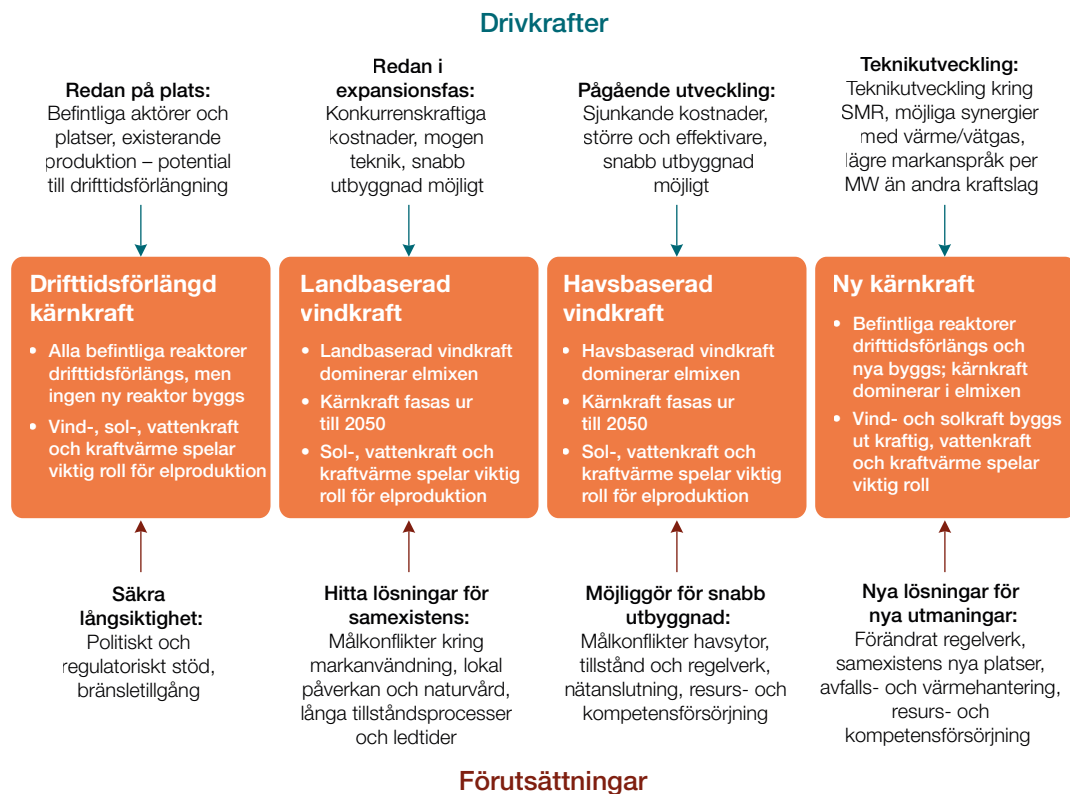 Drivkrafter
Redan på plats:
Befintliga aktörer och
platser, existerande
produktion – potential
till drifttidsförlängning
Redan i
expansionsfas:
Konkurrenskraftiga
kostnader, mogen
teknik, snabb
utbyggnad möjligt
Pågående utveckling:
Sjunkande kostnader,
större och effektivare,
snabb utbyggnad
möjligt
Teknikutveckling:
Teknikutveckling kring
SMR, möjliga synergier
med värme/vätgas,
lägre markanspråk per
MW än andra kraftslag
Drifttidsförlängd
kärnkraft
• Alla befintliga reaktorer
drifttidsförlängs, men
ingen ny reaktor byggs
• Vind-, sol-, vattenkraft
och kraftvärme spelar
viktig roll för elproduktion
Landbaserad
vindkraft
• Landbaserad vindkraft
dominerar elmixen
• Kärnkraft fasas ur
till 2050
• Sol-, vattenkraft och
kraftvärme spelar viktig
roll för elproduktion
Havsbaserad
vindkraft
• Havsbaserad vindkraft
dominerar elmixen
• Kärnkraft fasas ur
till 2050
• Sol-, vattenkraft och
kraftvärme spelar viktig
roll för elproduktion
Ny kärnkraft
• Befintliga reaktorer
drifttidsförlängs och
nya byggs; kärnkraft
dominerar i elmixen
• Vind- och solkraft byggs
ut kraftig, vattenkraft
och kraftvärme spelar
viktig roll
Säkra
långsiktighet:
Politiskt och
regulatoriskt stöd,
bränsletillgång
Hitta lösningar för
samexistens:
Målkonflikter kring
markanvändning, lokal
påverkan och naturvård,
långa tillståndsprocesser
och ledtider
Möjliggör för snabb
utbyggnad:
Målkonflikter havsytor,
tillstånd och regelverk,
nätanslutning, resurs- och
kompetensförsörjning
Nya lösningar för
nya utmaningar:
Förändrat regelverk,
samexistens nya platser,
avfalls- och värmehantering,
resurs- och
kompetensförsörjning
Förutsättningar